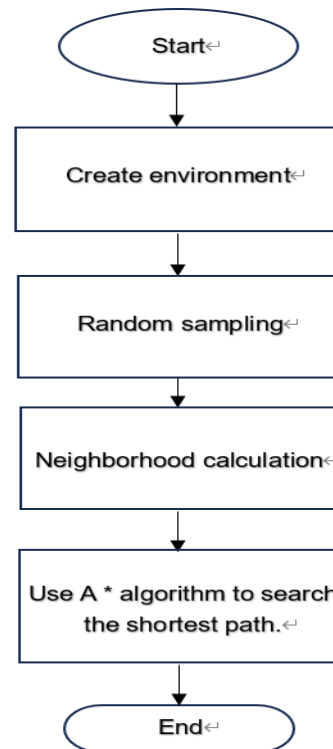 Start↵
Create environment↵
Random sampling↵
Neighborhood calculation↵
Use A * algorithm to search
the shortest path.↵
End↵